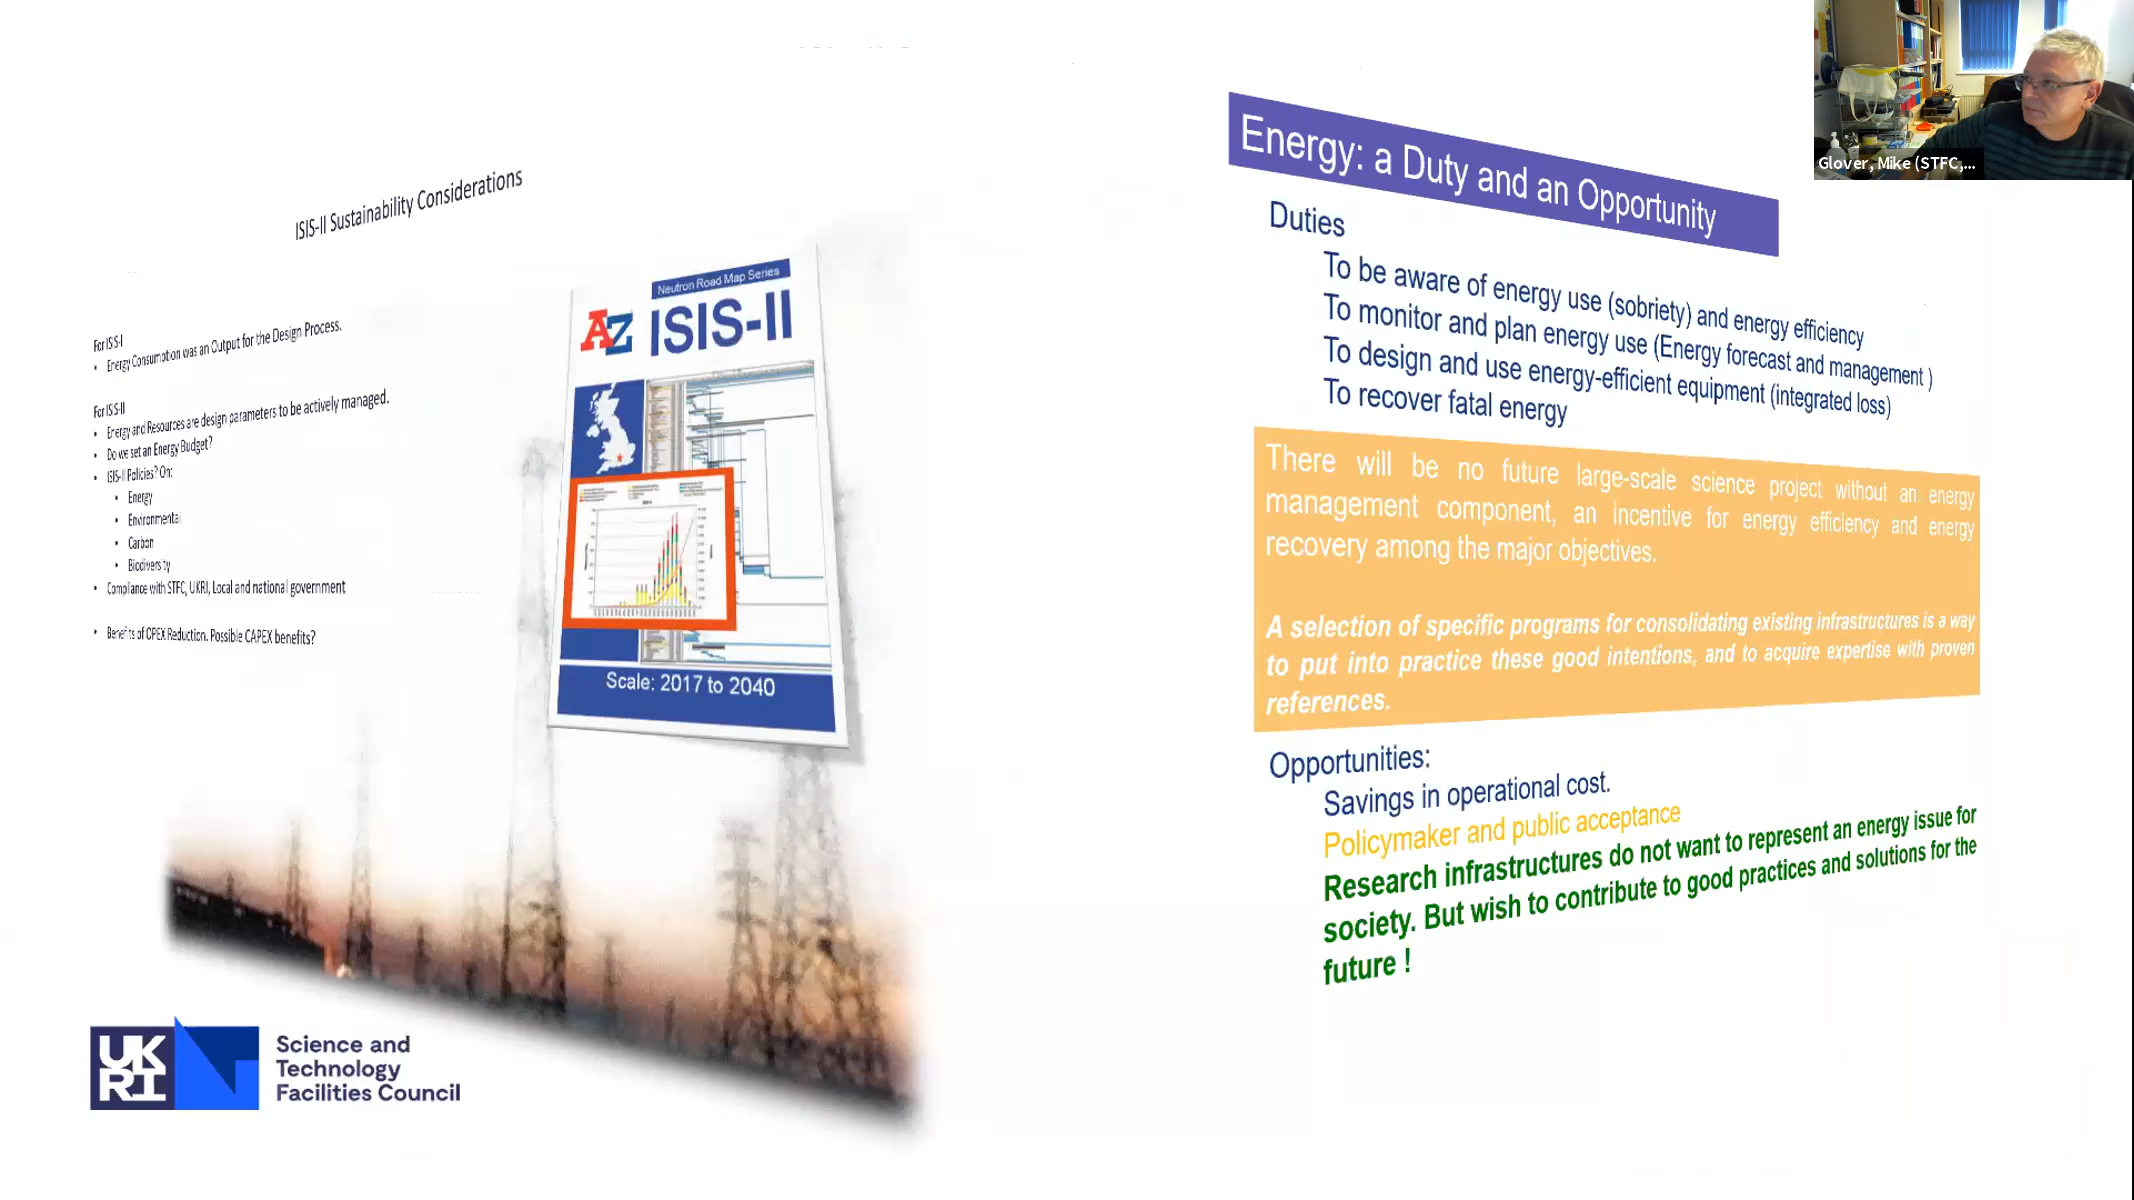 ISIS-II Sustainability Considerations
For ISIS-I
• Energy Consumption was an Output for the Design Process.
For ISIS-II
• Energy and Resources are design parameters to be actively managed.
• Do we set an Energy Budget?
• ISIS-II Policies? On:
• Energy
• Environmental
• Carbon
• Biodiversity
• Compliance with STFC, UKRI, Local and national government
• Benefits of OPEX Reduction. Possible CAPEX benefits?
Neutron Road Map Series
AZ ISIS-II
Scale: 2017 to 2040
UK
RI
Science and
Technology
Facilities Council
Energy: a Duty and an Opportunity
Duties
To be aware of energy use (sobriety) and energy efficiency
To monitor and plan energy use (Energy forecast and management )
To design and use energy-efficient equipment (integrated loss)
To recover fatal energy
There will be no future large-scale science project without an energy
management component, an incentive for energy efficiency and energy
recovery among the major objectives.
A selection of specific programs for consolidating existing infrastructures is a way
to put into practice these good intentions, and to acquire expertise with proven
references.
Opportunities:
Savings in operational cost.
Policymaker and public acceptance
Research infrastructures do not want to represent an energy issue for
society. But wish to contribute to good practices and solutions for the
future !
Glover, Mike (STFC,...